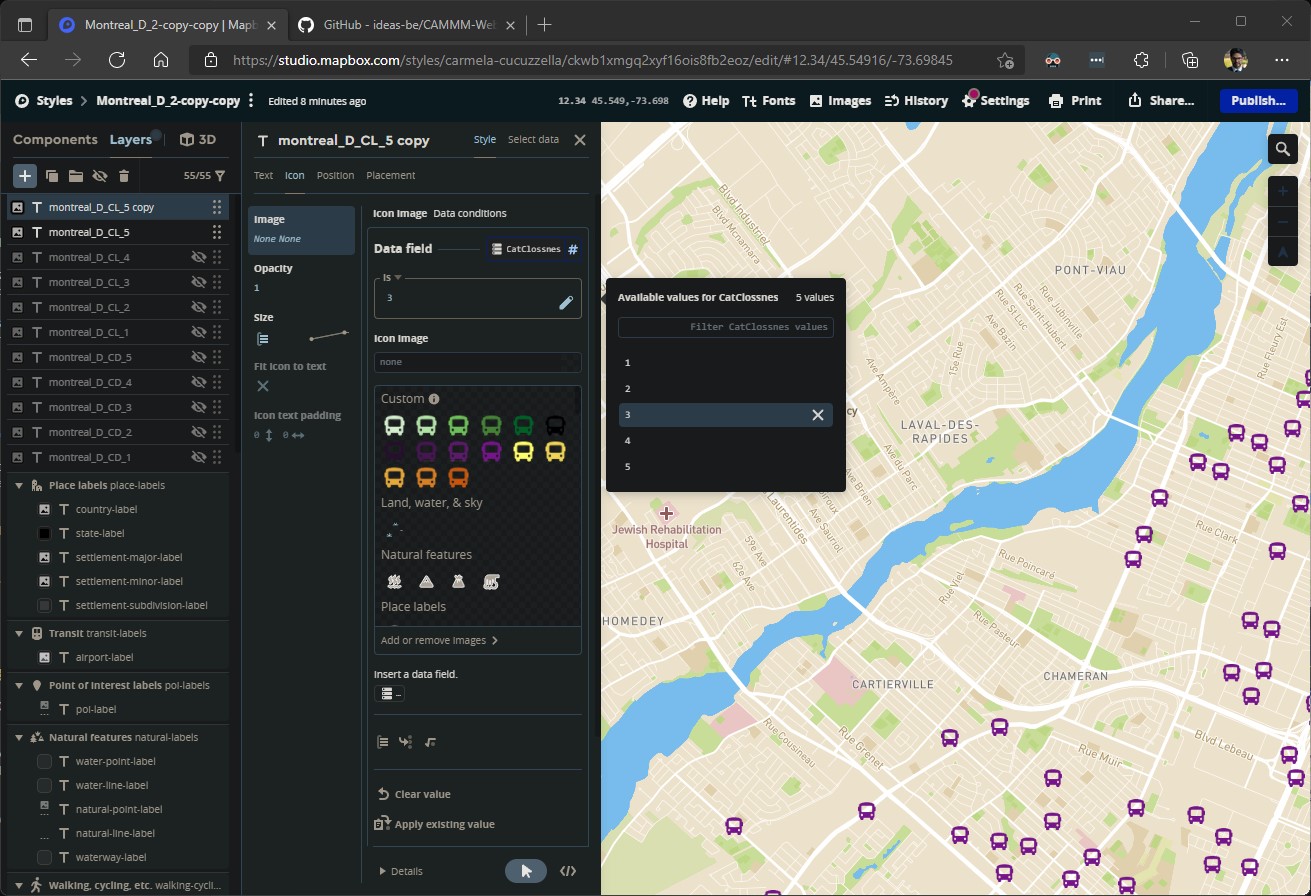 Montreal_D_2-copy-copy | Mapb
GitHub - ideas-be/CAMMM-Wel
https://studio.mapbox.com/styles/carmela-cucuzzella/ckwb1xmgq2xyf16ois8fb2eoz/edit/#12.34/45.54916/-73.69845
Styles
Montreal_D_2-copy-copy
Edited 8 minutes ago
12.34 45.549,-73.698
Help
Fonts
Images
History
Settings
Print
Share...
Publish...
Components
Layers
3D
55/55
montreal_D_CL_5 copy
montreal_D_CL_5
montreal_D_CL_4
montreal_D_CL_3
montreal_D_CL_2
montreal_D_CL_1
montreal_D_CD_5
montreal_D_CD_4
montreal_D_CD_3
montreal_D_CD_2
montreal_D_CD_1
Place labels place-labels
country-label
state-label
settlement-major-label
settlement-minor-label
settlement-subdivision-label
Transit transit-labels
airport-label
Point of interest labels poi-labels
poi-label
Natural features natural-labels
water-point-label
water-line-label
natural-point-label
natural-line-label
waterway-label
Walking, cycling, etc. walking-cycli...
montreal_D_CL_5 copy
Style
Select data
Text
Icon
Position
Placement
Image
None None
Opacity
1
Size
Fit icon to text
Icon text padding
0
0
Icon Image Data conditions
Data field
CatClossnes #
Is
3
Icon Image
none
Custom
Land, water, & sky
Natural features
Place labels
Add or remove images
Insert a data field.
Clear value
Apply existing value
Details
Available values for CatClossnes
5 values
Filter CatClossnes values
1
2
3
4
5
Blvd Industriel
Blvd Mcnamara
PONT-VIAU
Rue St Luc
Rue Saint-Hubert
Rue Jubinville
Ave Bazin
15e Rue
Ave Ampère
Rue Fleury Est
cy
LAVAL-DES-
RAPIDES
Ave du Parc
Ave Brien
Ave Sauriol
Laurentides
Jewish Rehabilitation
Hospital
59e Ave
62e Ave
Rue Clark
Rue Poincaré
Rue Viel
Rue Pasteur
HOMEDEY
CARTIERVILLE
CHAMERAN
Rue Cousineau
Rue Grenet
Rue Muir
Blvd Lebeau